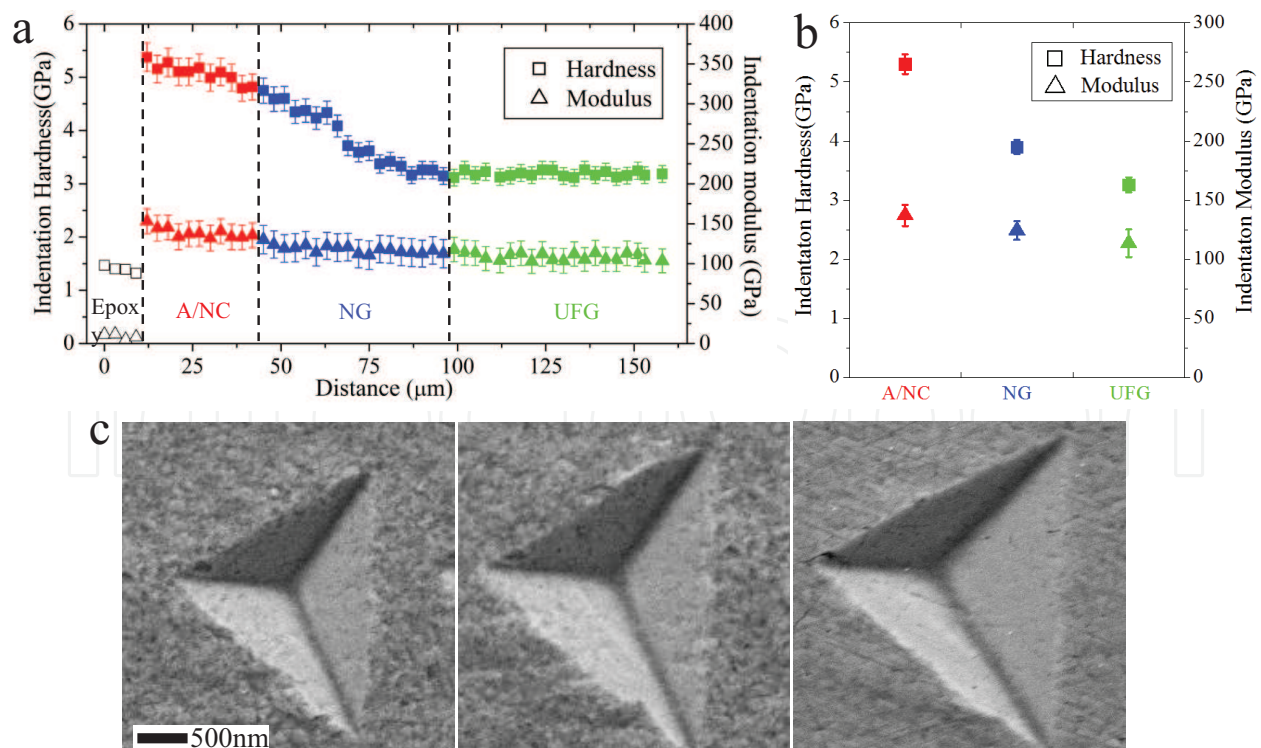 a
Indentation Hardness(GPa)
6
5
4
3
2
1
0
Hardness
Modulus
Epox
y
A/NC
NG
UFG
400
350
300
250
200
150
100
50
0
Indentation modulus (GPa)
0
25
50
75
100
125
150
Distance (μm)
b
Indentaton Hardness(GPa)
6
5
4
3
2
1
0
Hardness
Modulus
300
250
200
150
100
50
0
Indentaton Modulus (GPa)
A/NC
NG
UFG
c
500nm